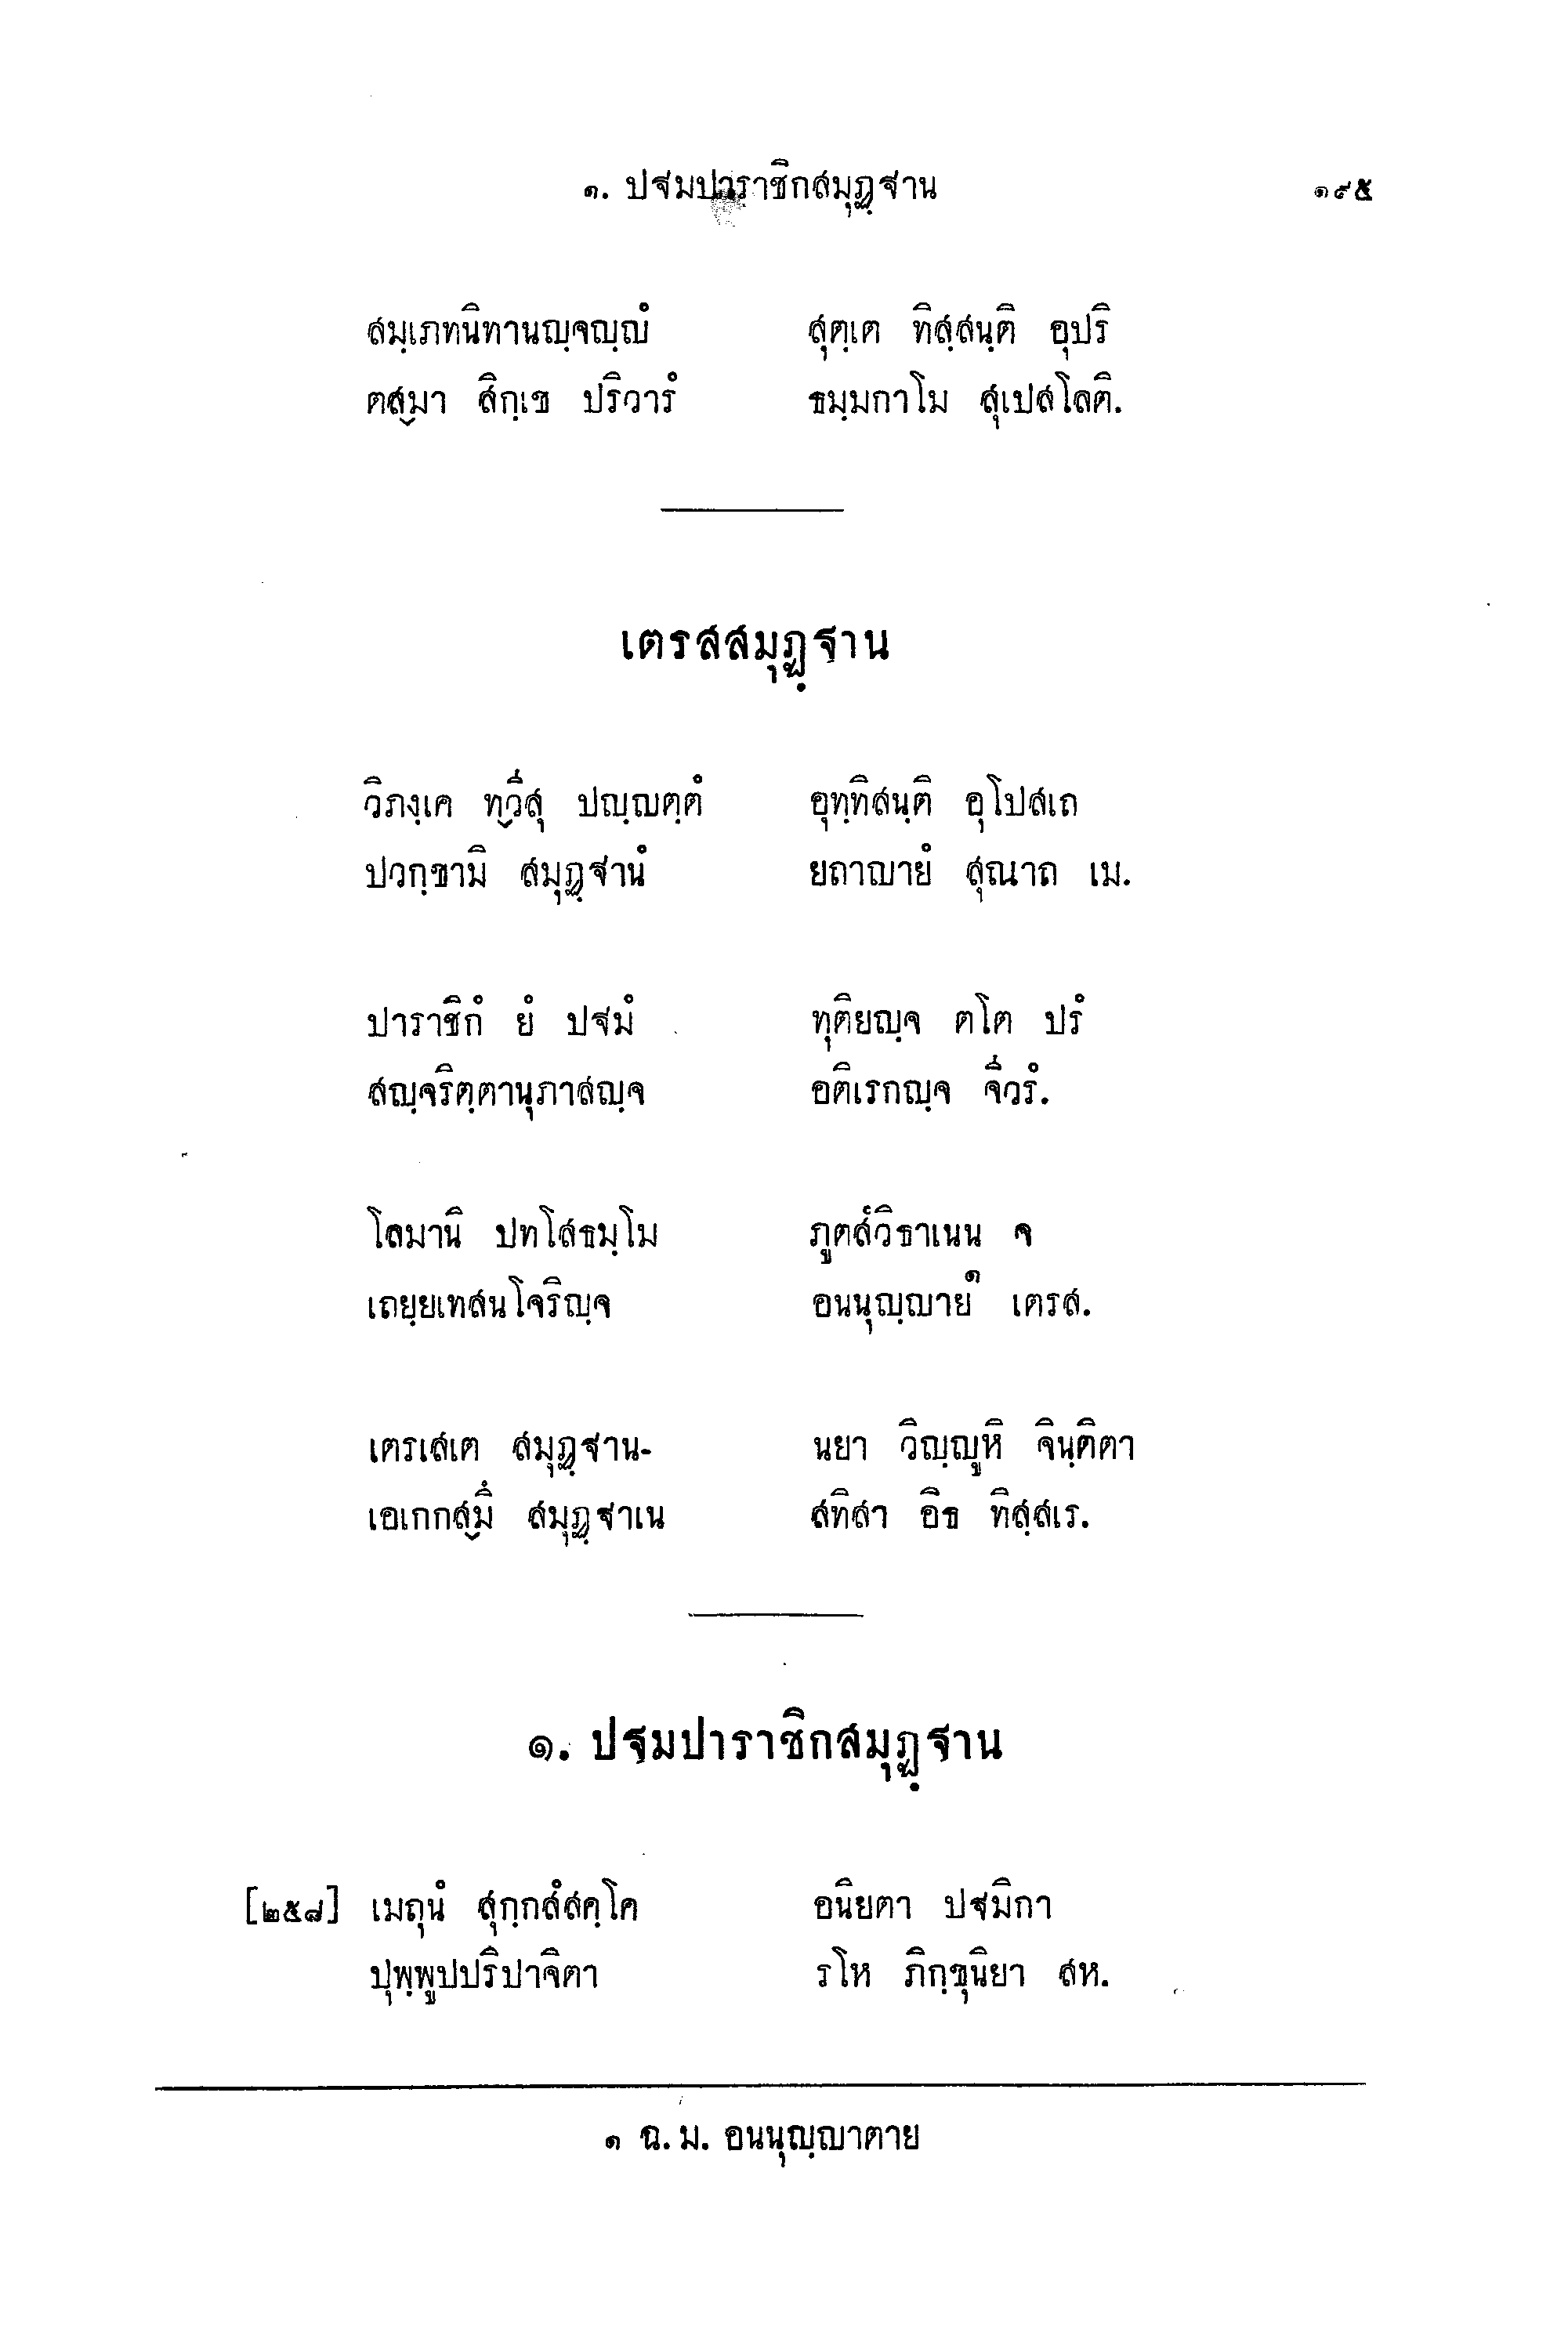 ๑. ปฐมปาราชิกสมุฏฺฐาน ๑๙๕
สมฺเภทนิทานญฺจญฺญํ สุตฺเต ทิสฺสนฺติ อุปริ
ตสฺมา สิกฺเข ปริวารํ ธมฺมกาโม สุเปสโลติ.
เตรสสมุฏฺฐาน
วิภงฺเค ทฺวีสุ ปญฺญตฺตํ อุทฺทิสนฺติ อุโปสเถ
ปวกฺขามิ สมุฏฺฐานํ ยถาญายํ สุณาถ เม.
ปาราชิกํ ยํ ปฐมํ ทุติยญฺจ ตโต ปรํ
สญฺจริตฺตานุภาสญฺจ อติเรกญฺจ จีวรํ.
โลมานิ ปทโสธมฺโม ภูตสํวิธาเนน จ
เถยฺยเทสนโจริญฺจ อนนุญฺญายํ๑ เตรส.
เตรเสเต สมุฏฺฐาน- นยา วิญฺญูหิ จินฺติตา
เอเกกสฺมึ สมุฏฺฐาเน สทิสา อิธ ทิสฺสเร.
๑. ปฐมปาราชิกสมุฏฺฐาน
[๒๕๘] เมถุนํ สุกฺกสํสคฺโค อนิยตา ปฐมิกา
ปุพฺพูปปริปาจิตา รโห ภิกฺขุนิยา สห.
๑ ฉ. ม. อนนุญฺญาตาย